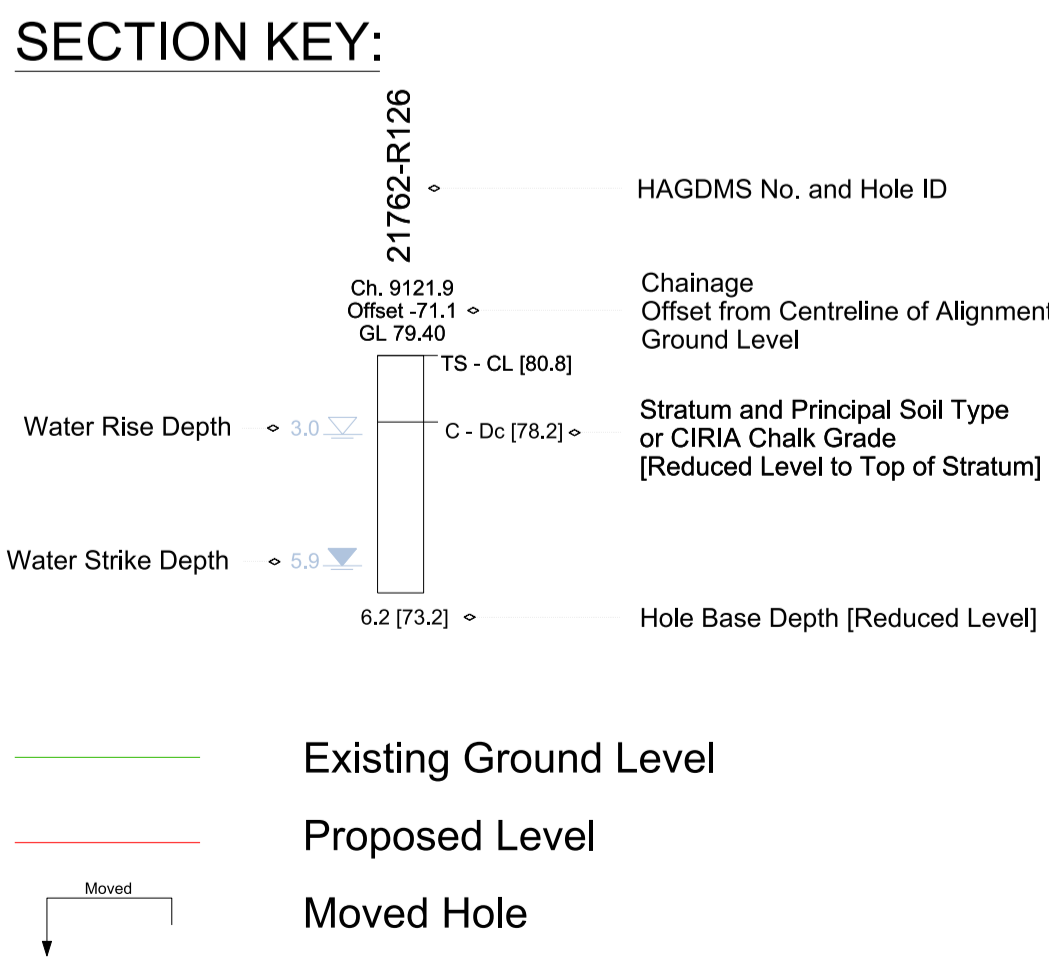 SECTION KEY:
21762-R126
HAGDMS No. and Hole ID
Ch. 9121.9
Offset -71.1
GL 79.40
Chainage
Offset from Centreline of Alignment
Ground Level
TS - CL [80.8]
Water Rise Depth
3.0
C - Dc [78.2]
Stratum and Principal Soil Type
or CIRIA Chalk Grade
[Reduced Level to Top of Stratum]
Water Strike Depth
5.9
6.2 [73.2]
Hole Base Depth [Reduced Level]
Existing Ground Level
Proposed Level
Moved
Moved Hole